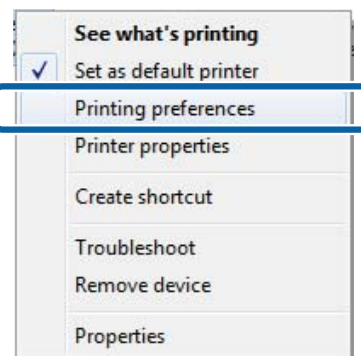 See what's printing
Set as default printer
Printing preferences
Printer properties
Create shortcut
Troubleshoot
Remove device
Properties